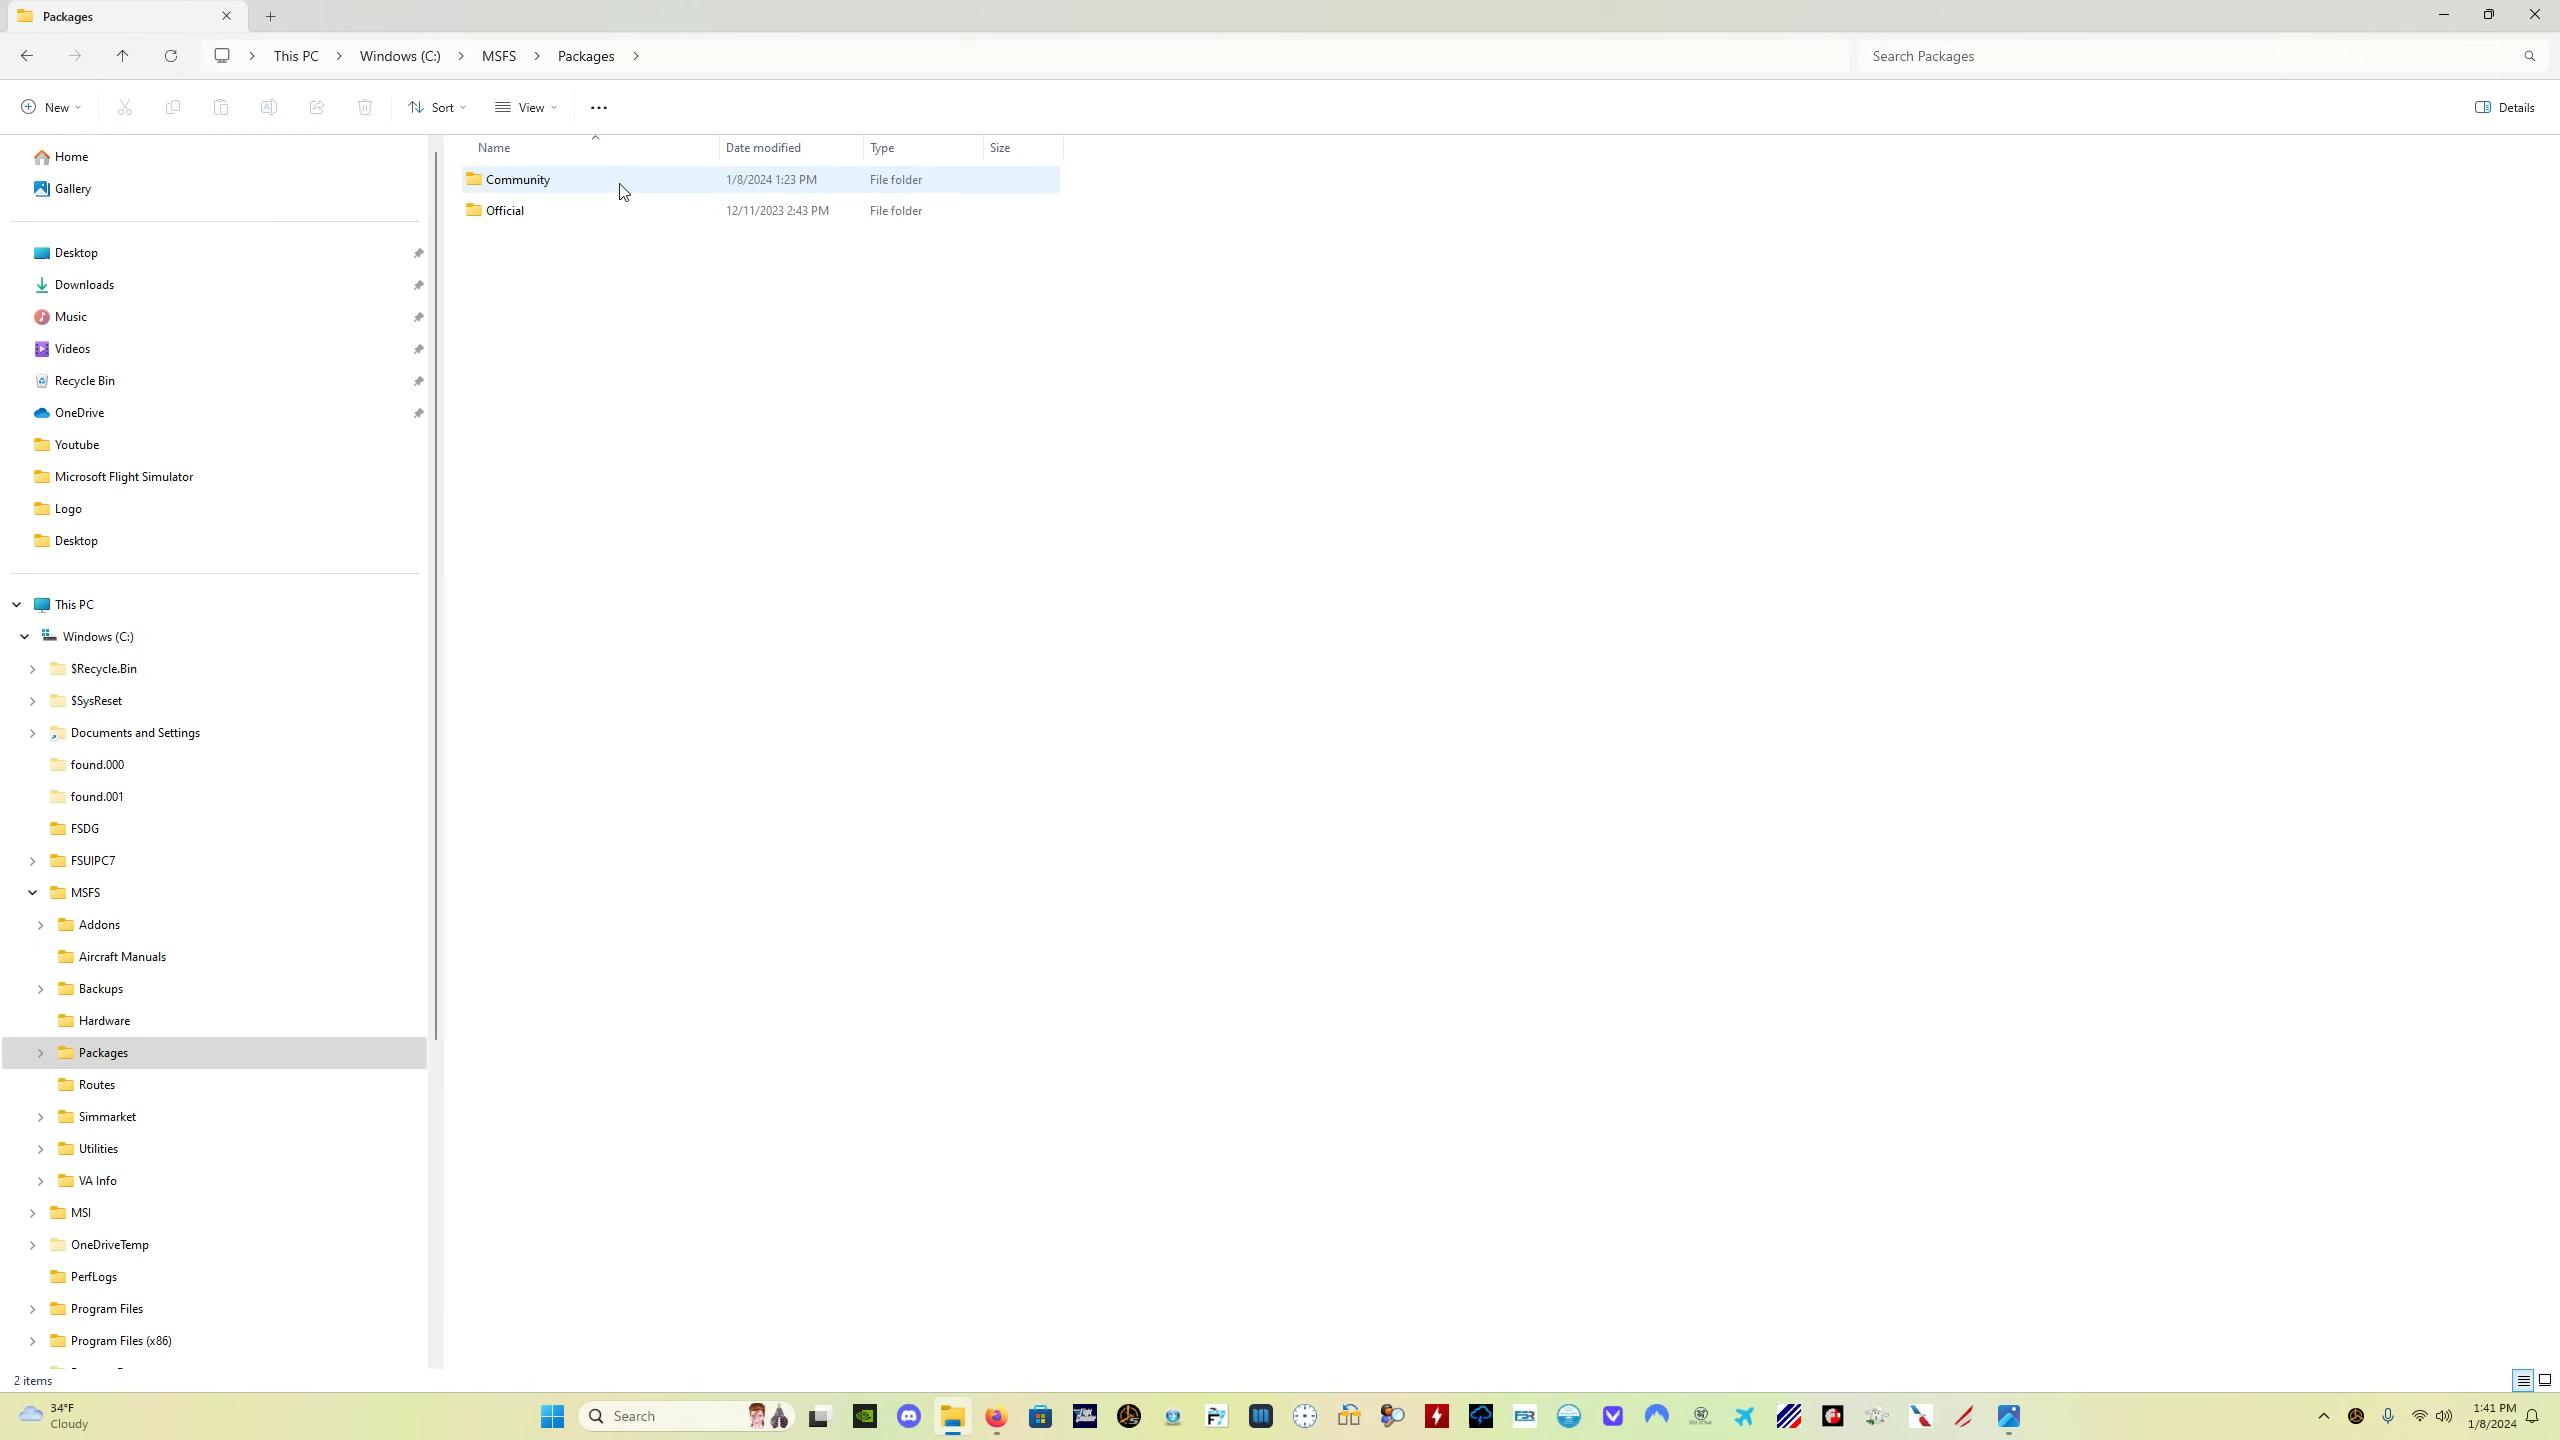 Packages
This PC > Windows (C:) > MSFS > Packages >
Search Packages
New
Sort
View
Details
Home
Gallery
Desktop
Downloads
Music
Videos
Recycle Bin
OneDrive
Youtube
Microsoft Flight Simulator
Logo
Desktop
This PC
Windows (C:)
$Recycle.Bin
$SysReset
Documents and Settings
found.000
found.001
FSDG
FSUIPC7
MSFS
Addons
Aircraft Manuals
Backups
Hardware
Packages
Routes
Simmarket
Utilities
VA Info
MSI
OneDriveTemp
PerfLogs
Program Files
Program Files (x86)
Name Date modified Type Size
Community 1/8/2024 1:23 PM File folder
Official 12/11/2023 2:43 PM File folder
2 items
34°F
Cloudy
Search
FSR
1:41 PM
1/8/2024